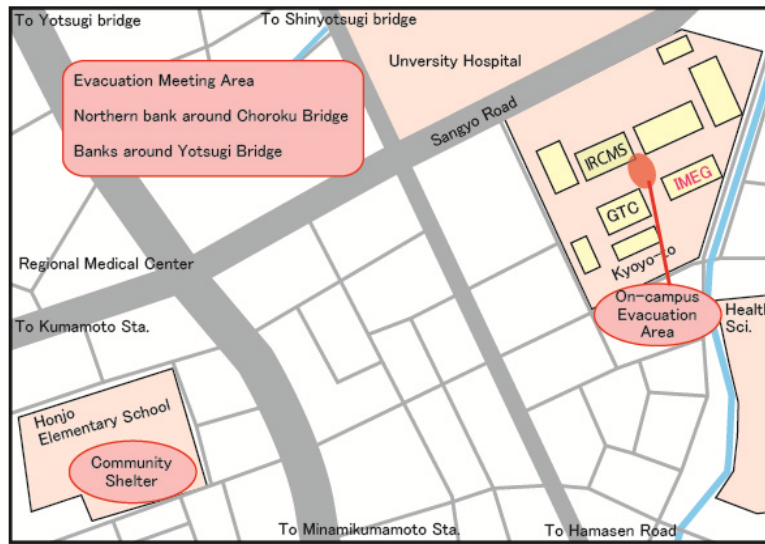 To Yotsugi bridge
To Shinyotsugi bridge
Evacuation Meeting Area
Northern bank around Choroku Bridge
Banks around Yotsugi Bridge
Unversity Hospital
Sangyo Road
IRCMS
IMEG
GTC
Kyoyo-to
On-campus
Evacuation
Area
Health
Sci.
Regional Medical Center
To Kumamoto Sta.
Honjo
Elementary School
Community
Shelter
To Minamikumamoto Sta.
To Hamasen Road